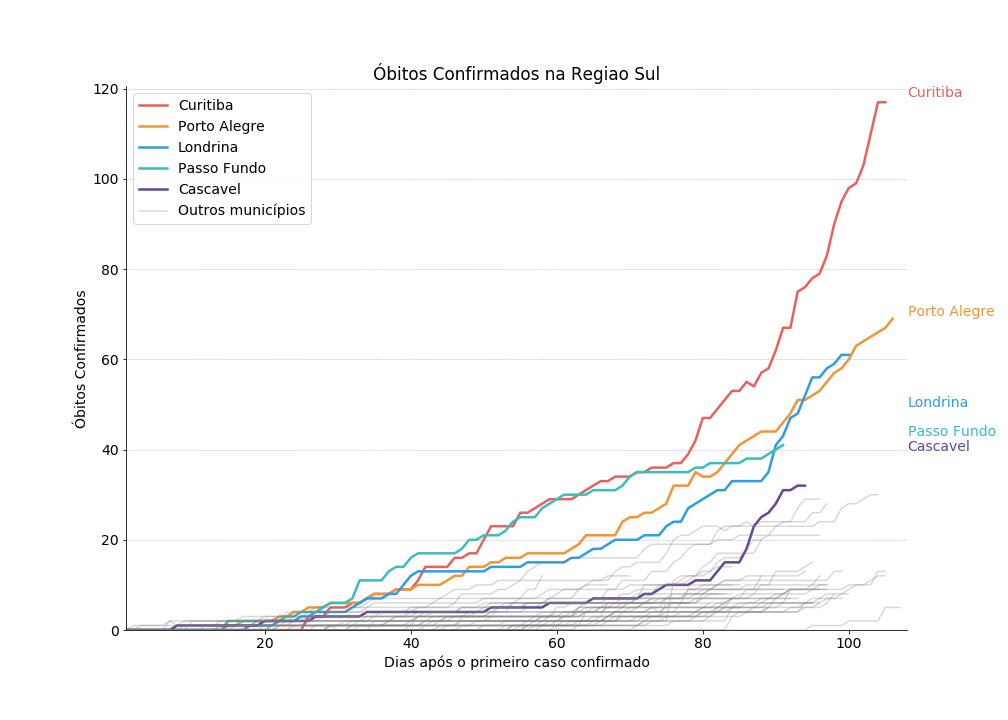 Óbitos Confirmados na Regiao Sul
Curitiba
Porto Alegre
Londrina
Passo Fundo
Cascavel
Outros municípios
120
100
80
60
40
20
0
Óbitos Confirmados
20
40
60
80
100
Dias após o primeiro caso confirmado
Curitiba
Porto Alegre
Londrina
Passo Fundo
Cascavel